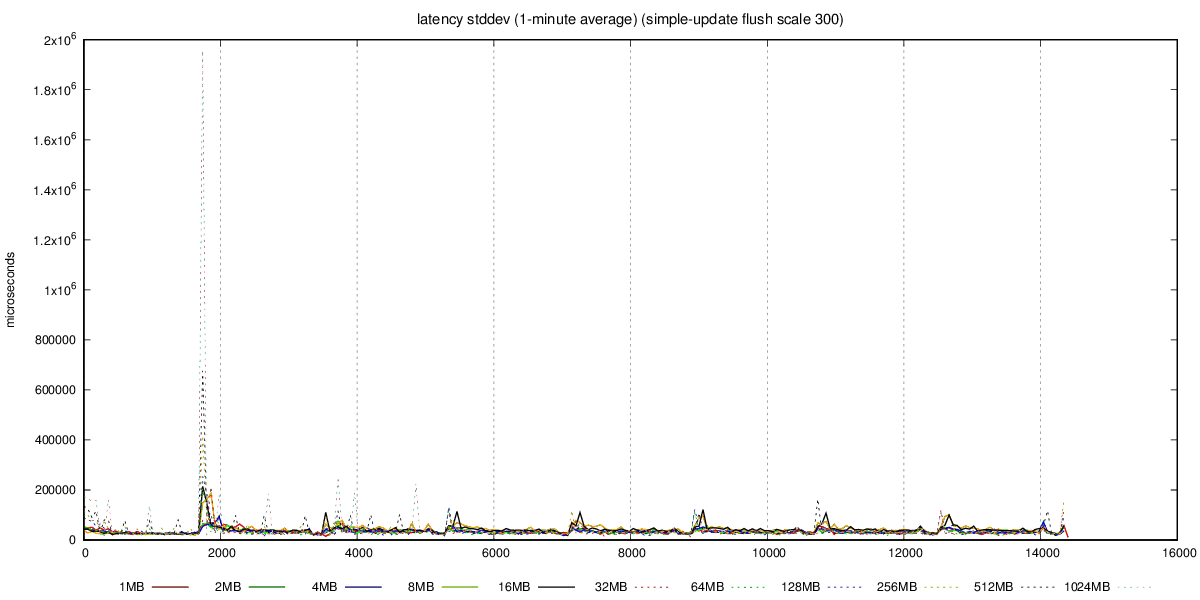 latency stddev (1-minute average) (simple-update flush scale 300)
2x10^6
1.8x10^6
1.6x10^6
1.4x10^6
1.2x10^6
1x10^6
800000
600000
400000
200000
0
microseconds
0 2000 4000 6000 8000 10000 12000 14000 16000
1MB 2MB 4MB 8MB 16MB 32MB 64MB 128MB 256MB 512MB 1024MB